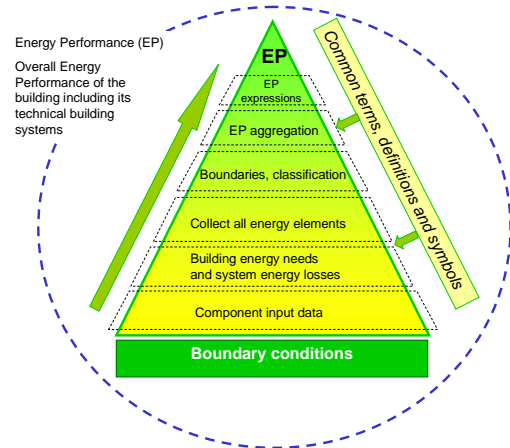 Energy Performance (EP)
Overall Energy
Performance of the
building including its
technical building
systems
EP
EP
expressions
EP aggregation
Boundaries, classification
Collect all energy elements
Building energy needs
and system energy losses
Component input data
Boundary conditions
Common terms, definitions and symbols